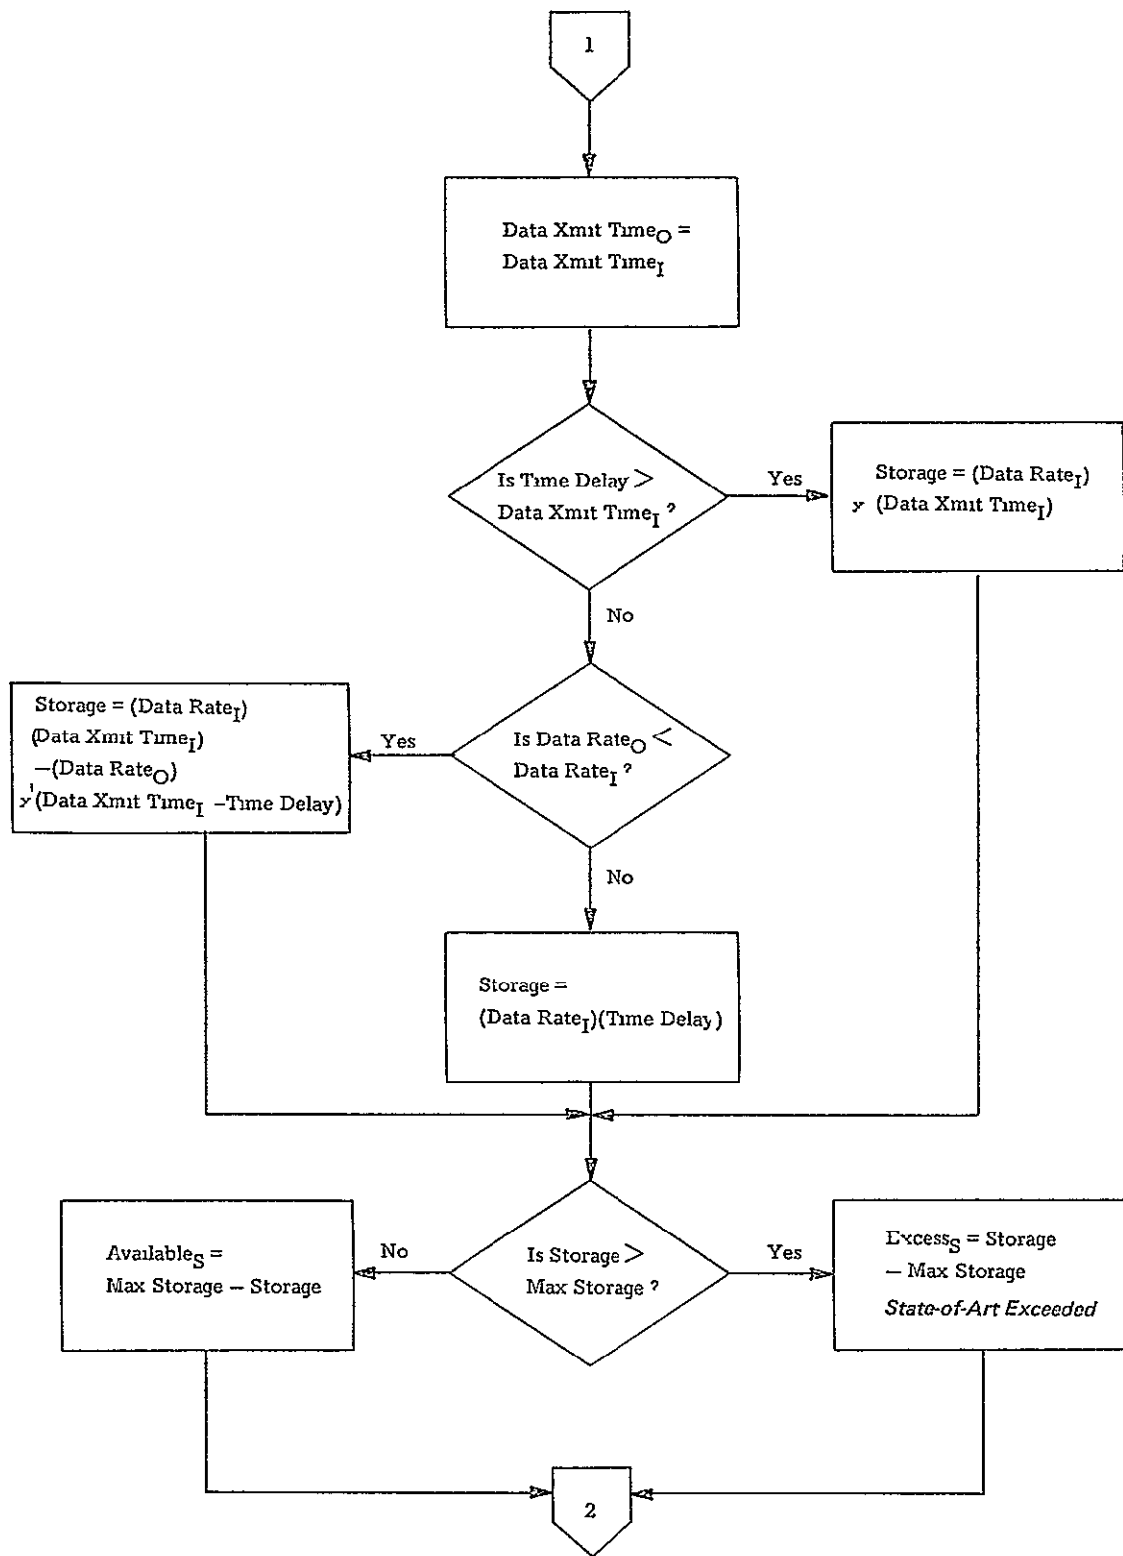 1
Data Xmit Time_O =
Data Xmit Time_I
Is Time Delay >
Data Xmit Time_I ?
Yes
Storage = (Data Rate_I)
x (Data Xmit Time_I)
No
Storage = (Data Rate_I)
(Data Xmit Time_I)
—(Data Rate_O)
x (Data Xmit Time_I –Time Delay)
Yes
Is Data Rate_O <
Data Rate_I ?
No
Storage =
(Data Rate_I)(Time Delay)
Available_S =
Max Storage – Storage
No
Is Storage >
Max Storage ?
Yes
Excess_S = Storage
— Max Storage
State-of-Art Exceeded
2